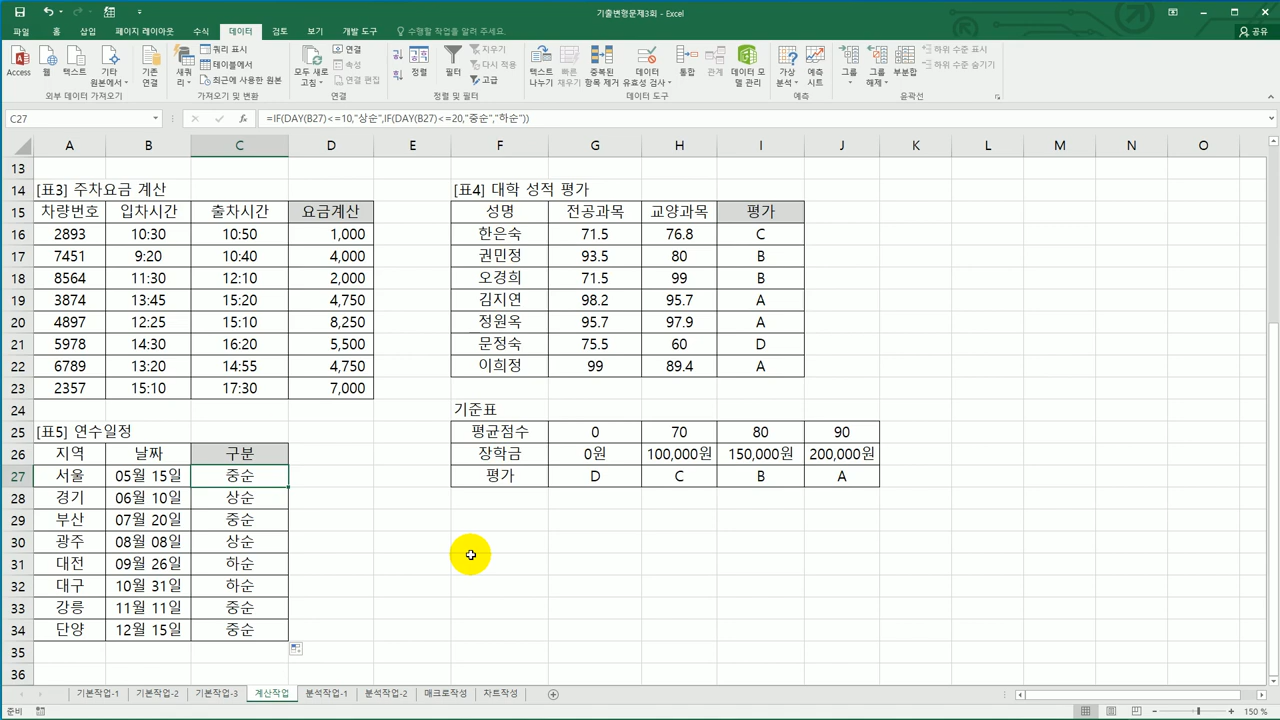 기출변형문제3회 - Excel
파일 홈 삽입 페이지 레이아웃 수식 데이터 검토 보기 개발 도구 수행할 작업을 알려 주세요. 공유
Access 웹 텍스트 기타 원본에서 기존 연결
외부 데이터 가져오기
새쿼리 쿼리 표시 테이블에서 최근에 사용한 원본
가져오기 및 변환
모두 새로 고침 연결 속성 연결 편집
연결
정렬 필터 지우기 다시 적용 고급
정렬 및 필터
텍스트 나누기 빠른 채우기 중복된 항목 제거 데이터 유효성 검사 통합 관계 데이터 모델 관리
데이터 도구
가상 분석 예측 시트
예측
그룹 그룹 해제 부분합 하위 수준 표시 하위 수준 숨기기
윤곽선
C27 fx =IF(DAY(B27)<=10,"상순",IF(DAY(B27)<=20,"중순","하순"))
A B C D E F G H I J K L M N O
13
14 [표3] 주차요금 계산 [표4] 대학 성적 평가
15 차량번호 입차시간 출차시간 요금계산 성명 전공과목 교양과목 평가
16 2893 10:30 10:50 1,000 한은숙 71.5 76.8 C
17 7451 9:20 10:40 4,000 권민정 93.5 80 B
18 8564 11:30 12:10 2,000 오경희 71.5 99 B
19 3874 13:45 15:20 4,750 김지연 98.2 95.7 A
20 4897 12:25 15:10 8,250 정원옥 95.7 97.9 A
21 5978 14:30 16:20 5,500 문정숙 75.5 60 D
22 6789 13:20 14:55 4,750 이희정 99 89.4 A
23 2357 15:10 17:30 7,000
24 기준표
25 [표5] 연수일정 평균점수 0 70 80 90
26 지역 날짜 구분 장학금 0원 100,000원 150,000원 200,000원
27 서울 05월 15일 중순 평가 D C B A
28 경기 06월 10일 상순
29 부산 07월 20일 중순
30 광주 08월 08일 상순
31 대전 09월 26일 하순
32 대구 10월 31일 하순
33 강릉 11월 11일 중순
34 단양 12월 15일 중순
35
36
기본작업-1 기본작업-2 기본작업-3 계산작업 분석작업-1 분석작업-2 매크로작성 차트작성
준비 150 %